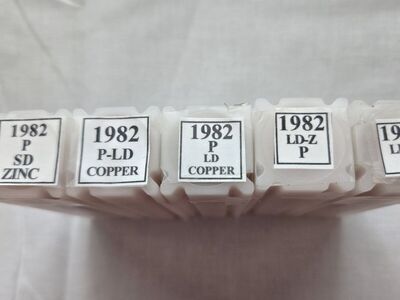 1982
P
SD
ZINC
1982
P-LD
COPPER
1982
P
LD
COPPER
1982
LD-Z
P